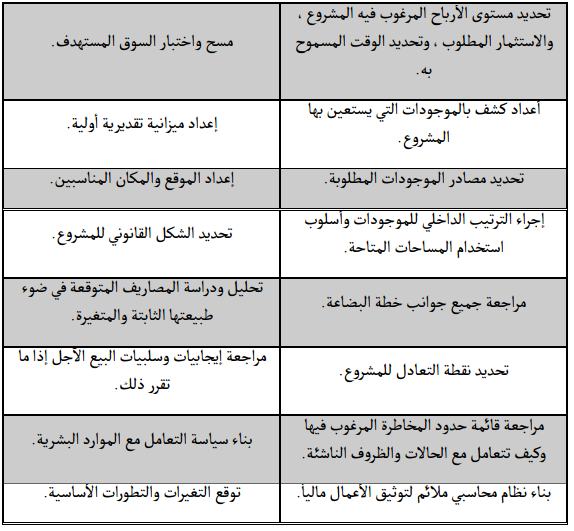 تحديد مستوى الأرباح المرغوب فيه المشروع ،
والاستثمار المطلوب ، وتحديد الوقت المسموح
به.
مسح واختبار السوق المستهدف.
أعداد كشف بالموجودات التي يستعين بها
المشروع.
إعداد ميزانية تقديرية أولية.
تحديد مصادر الموجودات المطلوبة.
إعداد الموقع والمكان المناسبين.
إجراء الترتيب الداخلي للموجودات وأسلوب
استخدام المساحات المتاحة.
تحديد الشكل القانوني للمشروع.
مراجعة جميع جوانب خطة البضاعة.
تحليل ودراسة المصاريف المتوقعة في ضوء
طبيعتها الثابتة والمتغيرة.
تحديد نقطة التعادل للمشروع.
مراجعة إيجابيات وسلبيات البيع الآجل إذا ما
تقرر ذلك.
مراجعة قائمة حدود المخاطرة المرغوب فيها
وكيف تتعامل مع الحالات والظروف الناشئة.
بناء سياسة التعامل مع الموارد البشرية.
بناء نظام محاسبي ملائم لتوثيق الأعمال مالياً.
توقع التغيرات والتطورات الأساسية.